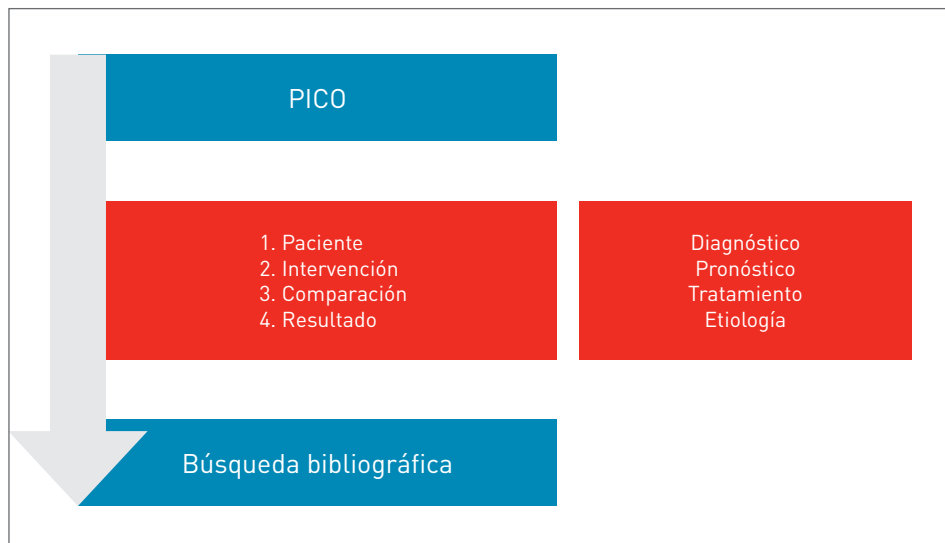 PICO
1. Paciente
2. Intervención
3. Comparación
4. Resultado
Diagnóstico
Pronóstico
Tratamiento
Etiología
Búsqueda bibliográfica